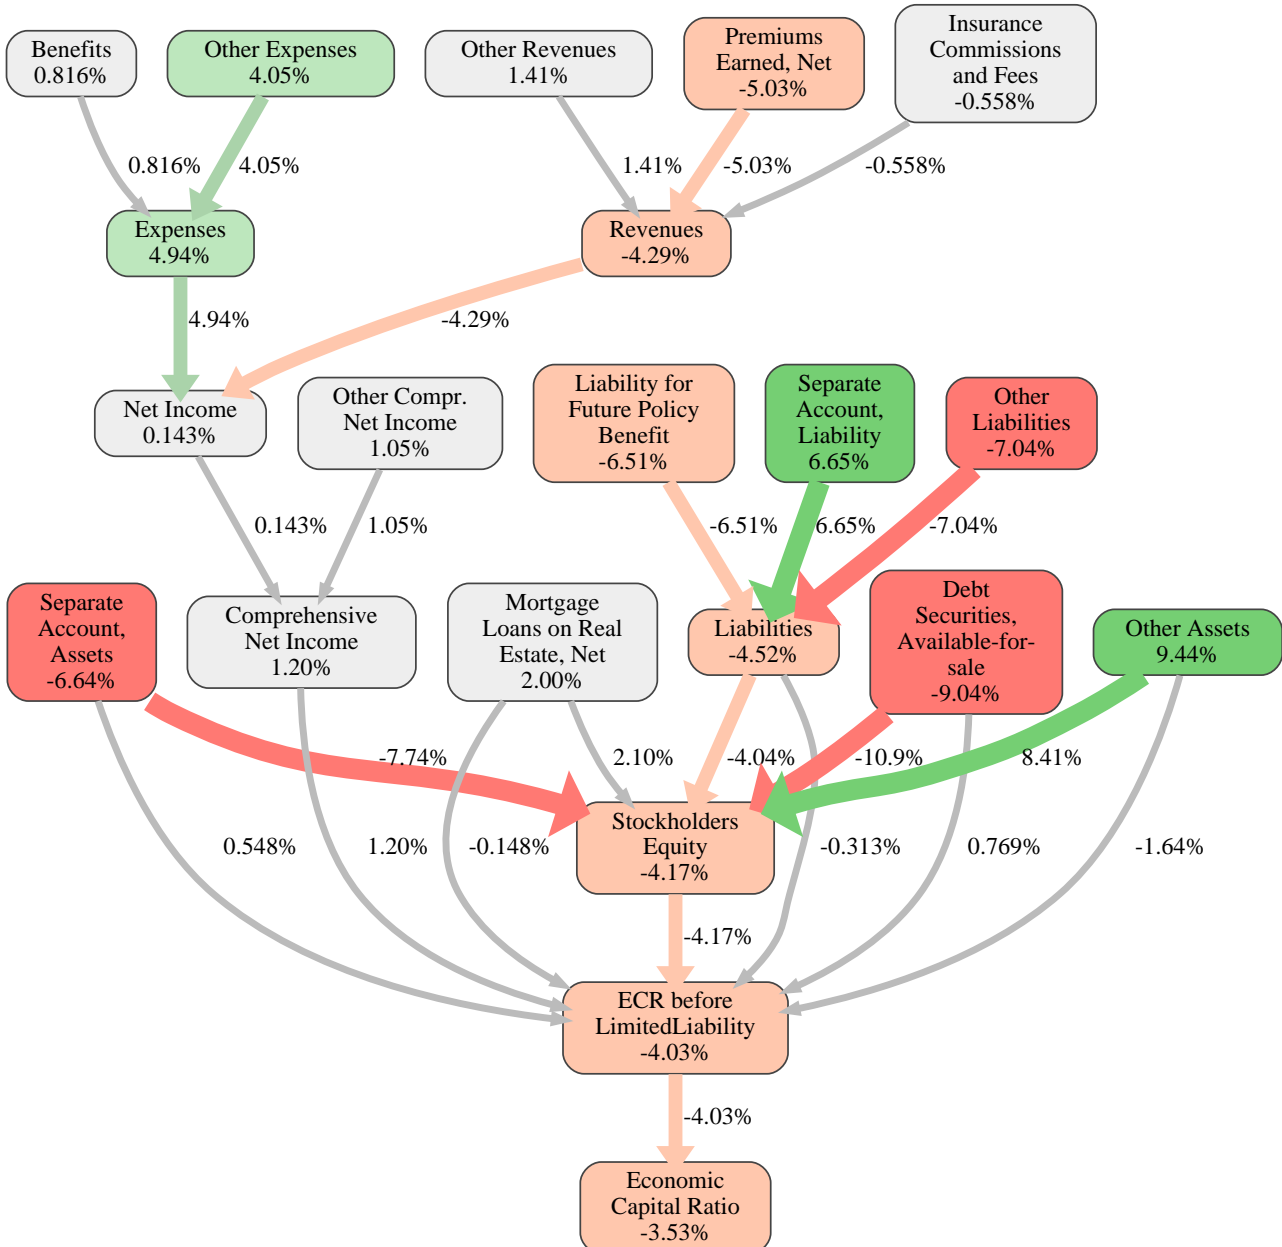 Benefits
0.816%
Other Expenses
4.05%
Other Revenues
1.41%
Premiums
Earned, Net
-5.03%
Insurance
Commissions
and Fees
-0.558%
0.816%
4.05%
1.41%
-5.03%
-0.558%
Expenses
4.94%
Revenues
-4.29%
4.94%
-4.29%
Net Income
0.143%
Other Compr.
Net Income
1.05%
Liability for
Future Policy
Benefit
-6.51%
Separate
Account,
Liability
6.65%
Other
Liabilities
-7.04%
0.143%
1.05%
-6.51%
6.65%
-7.04%
Separate
Account,
Assets
-6.64%
Comprehensive
Net Income
1.20%
Mortgage
Loans on Real
Estate, Net
2.00%
Liabilities
-4.52%
Debt
Securities,
Available-for-
sale
-9.04%
Other Assets
9.44%
-7.74%
2.10%
-4.04%
-10.9%
8.41%
0.548%
1.20%
-0.148%
Stockholders
Equity
-4.17%
-0.313%
0.769%
-1.64%
-4.17%
ECR before
LimitedLiability
-4.03%
-4.03%
Economic
Capital Ratio
-3.53%